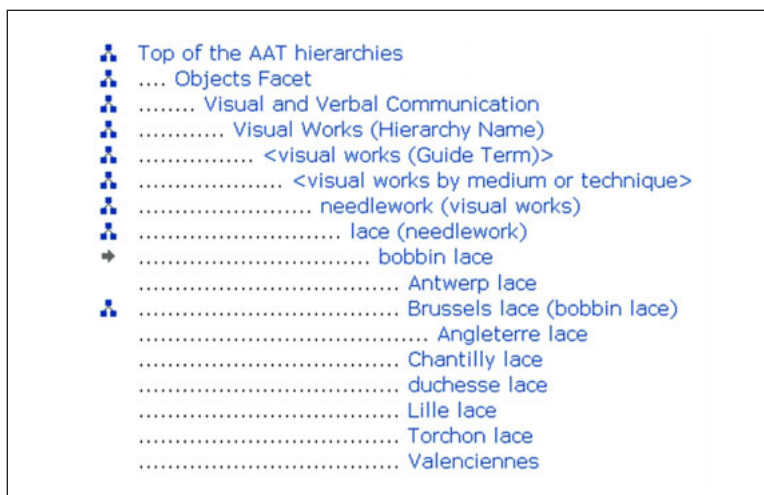 Top of the AAT hierarchies
.... Objects Facet
........ Visual and Verbal Communication
............ Visual Works (Hierarchy Name)
................ <visual works (Guide Term)>
.................... <visual works by medium or technique>
........................ needlework (visual works)
............................ lace (needlework)
................................ bobbin lace
.................................... Antwerp lace
.................................... Brussels lace (bobbin lace)
........................................ Angleterre lace
.................................... Chantilly lace
.................................... duchesse lace
.................................... Lille lace
.................................... Torchon lace
.................................... Valenciennes